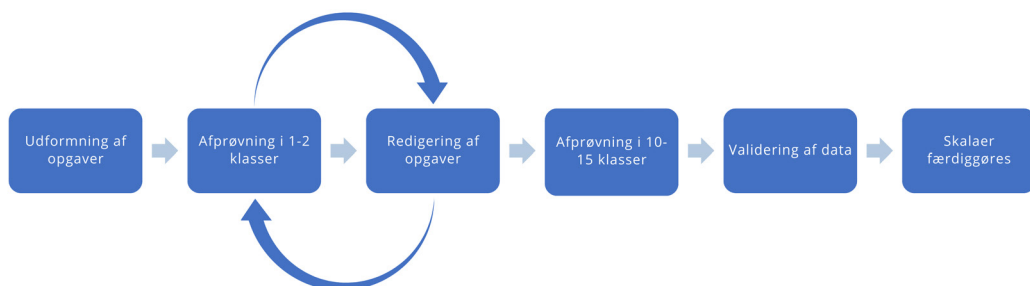 Udformning af
opgaver
Afprøvning i 1-2
klasser
Redigering af
opgaver
Afprøvning i 10-
15 klasser
Validering af data
Skalaer
færdiggøres